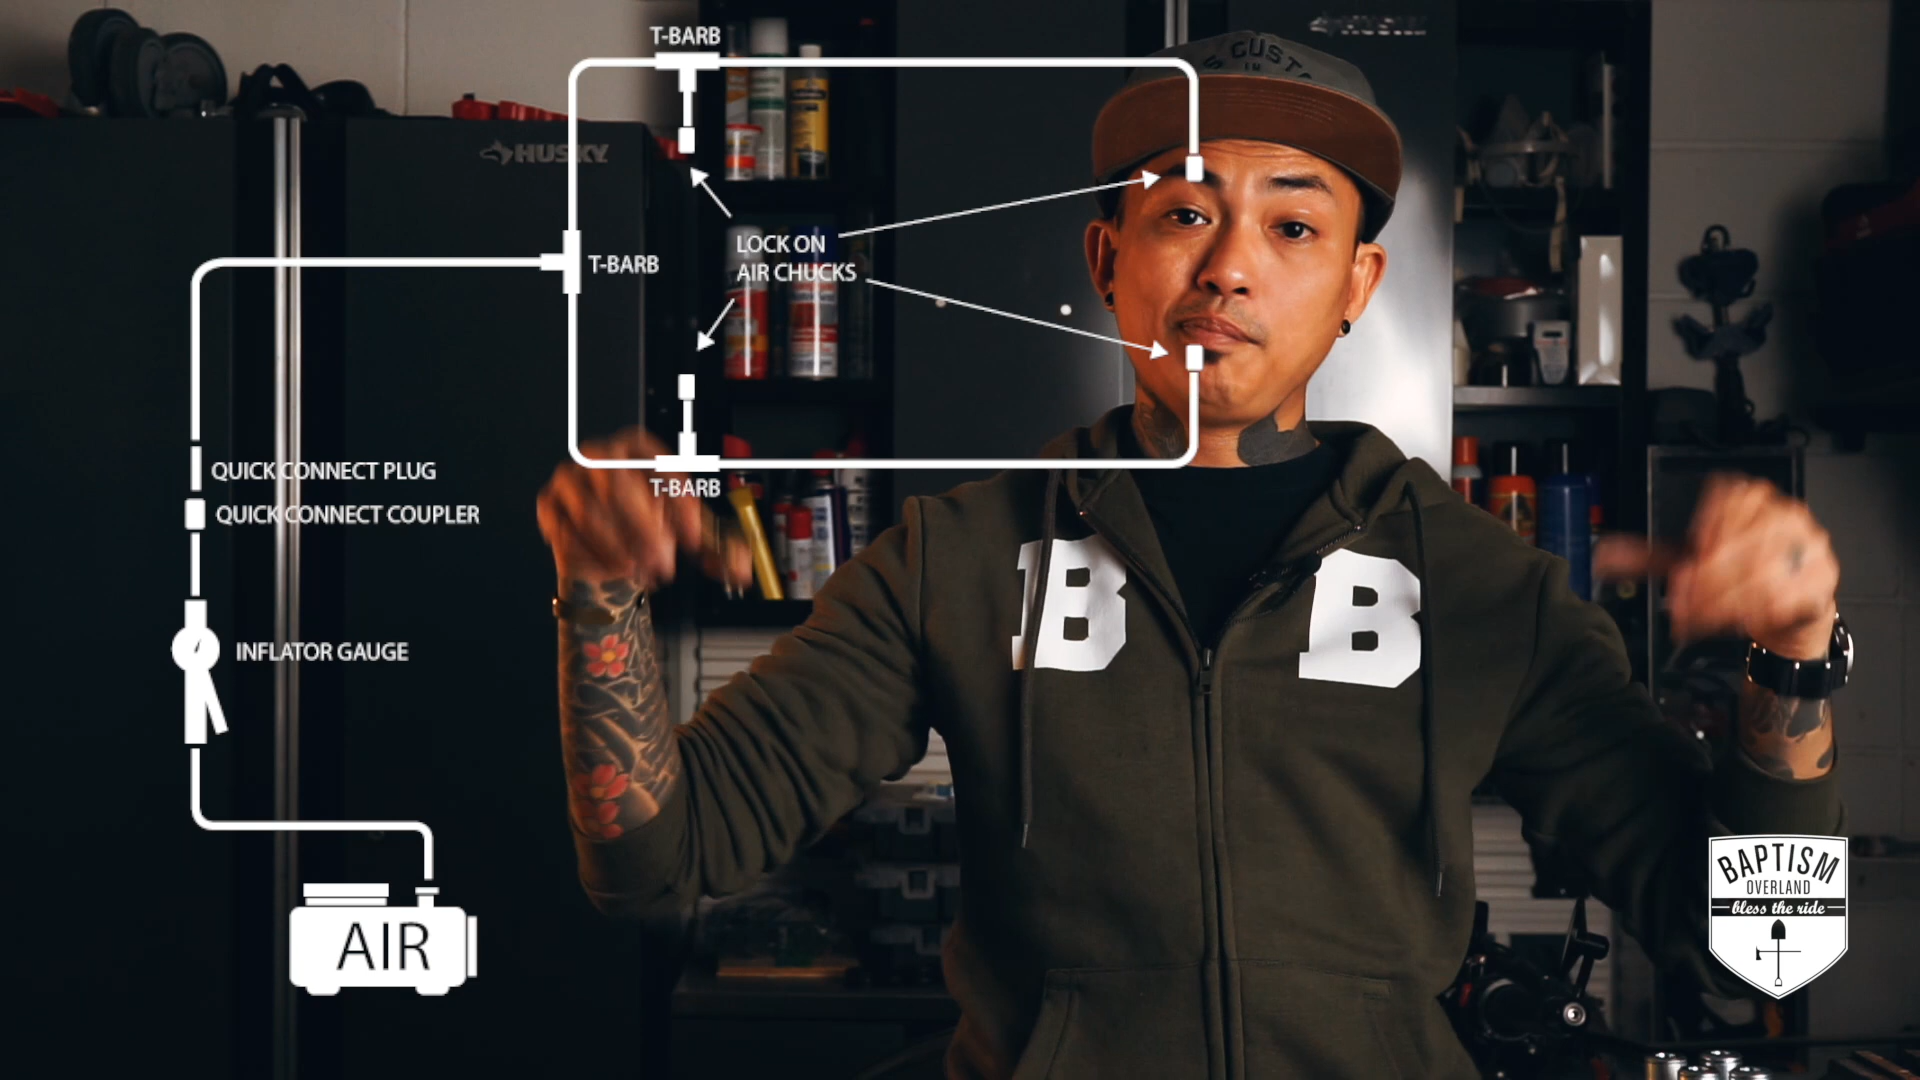 T-BARB
HUSKY
T-BARB
LOCK ON
AIR CHUCKS
T-BARB
QUICK CONNECT PLUG
QUICK CONNECT COUPLER
INFLATOR GAUGE
AIR
B B
BAPTISM
OVERLAND
bless the ride